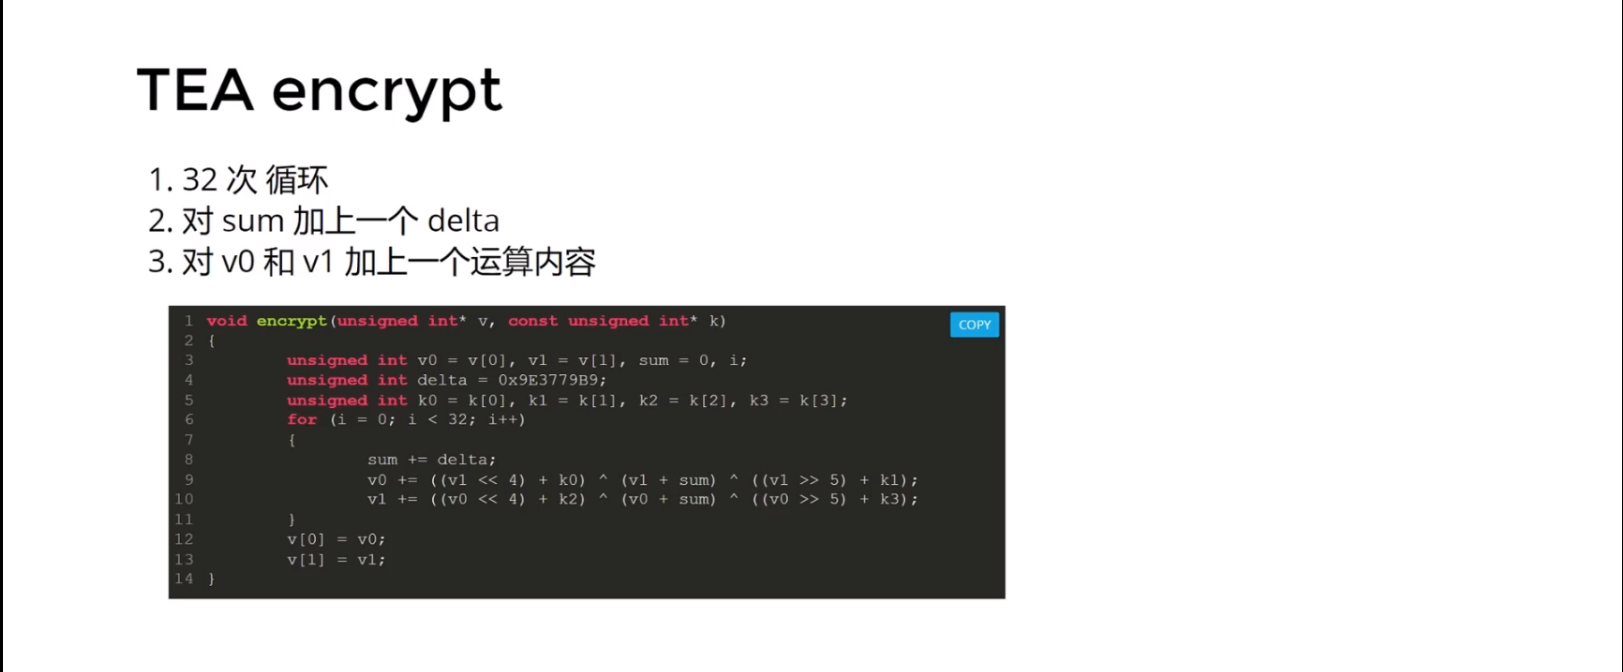 TEA encrypt
1. 32 次 循环
2. 对 sum 加上一个 delta
3. 对 v0 和 v1 加上一个运算内容
COPY
1 void encrypt(unsigned int* v, const unsigned int* k)
2 {
3 unsigned int v0 = v[0], v1 = v[1], sum = 0, i;
4 unsigned int delta = 0x9E3779B9;
5 unsigned int k0 = k[0], k1 = k[1], k2 = k[2], k3 = k[3];
6 for (i = 0; i < 32; i++)
7 {
8 sum += delta;
9 v0 += ((v1 << 4) + k0) ^ (v1 + sum) ^ ((v1 >> 5) + k1);
10 v1 += ((v0 << 4) + k2) ^ (v0 + sum) ^ ((v0 >> 5) + k3);
11 }
12 v[0] = v0;
13 v[1] = v1;
14 }